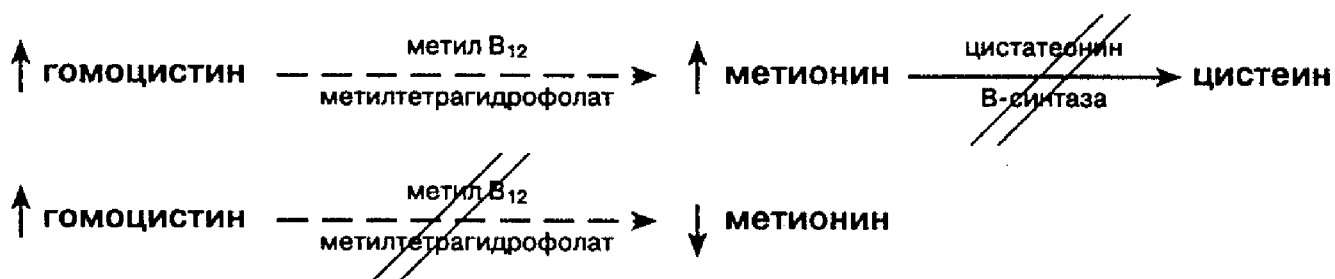 метил B₁₂ цистатеонин
↑ гомоцистин → ↑ метионин → цистеин
метилтетрагидрофолат В-синтаза
метил B₁₂
↑ гомоцистин → ↓ метионин
метилтетрагидрофолат